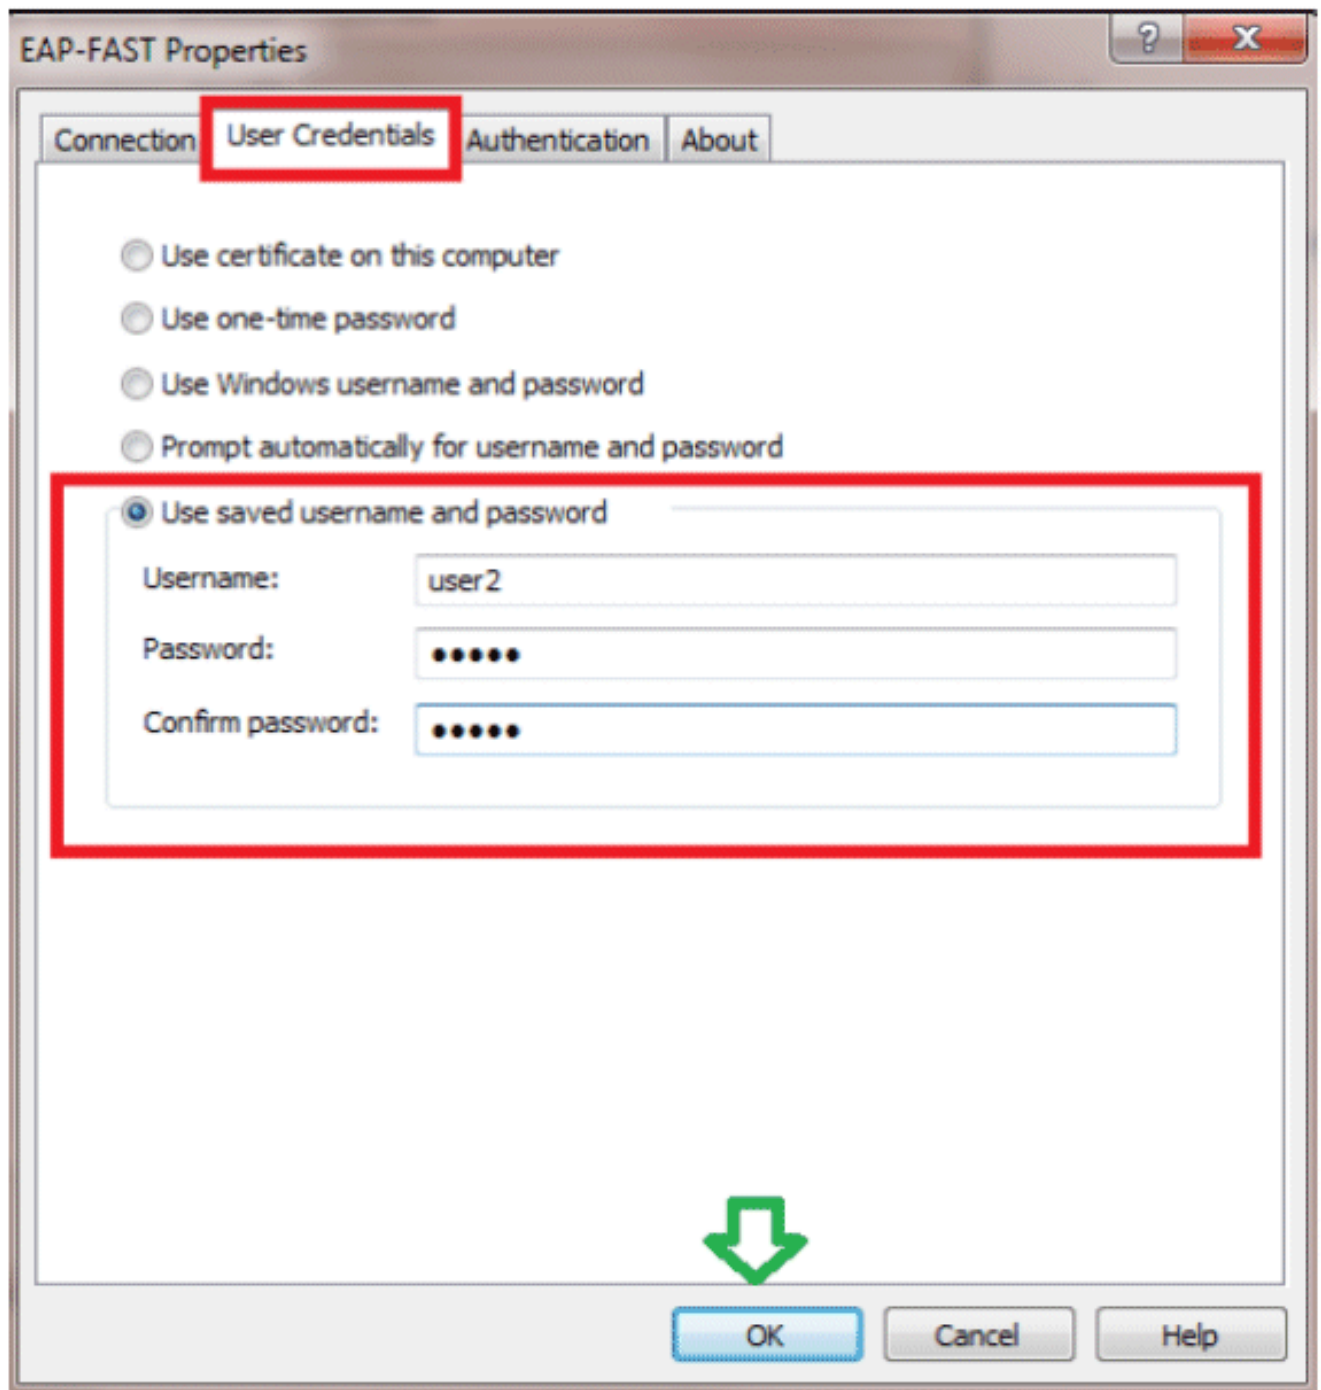 EAP-FAST Properties
? X
Connection User Credentials Authentication About
Use certificate on this computer
Use one-time password
Use Windows username and password
Prompt automatically for username and password
Use saved username and password
Username: user2
Password: •••••
Confirm password: •••••
OK Cancel Help